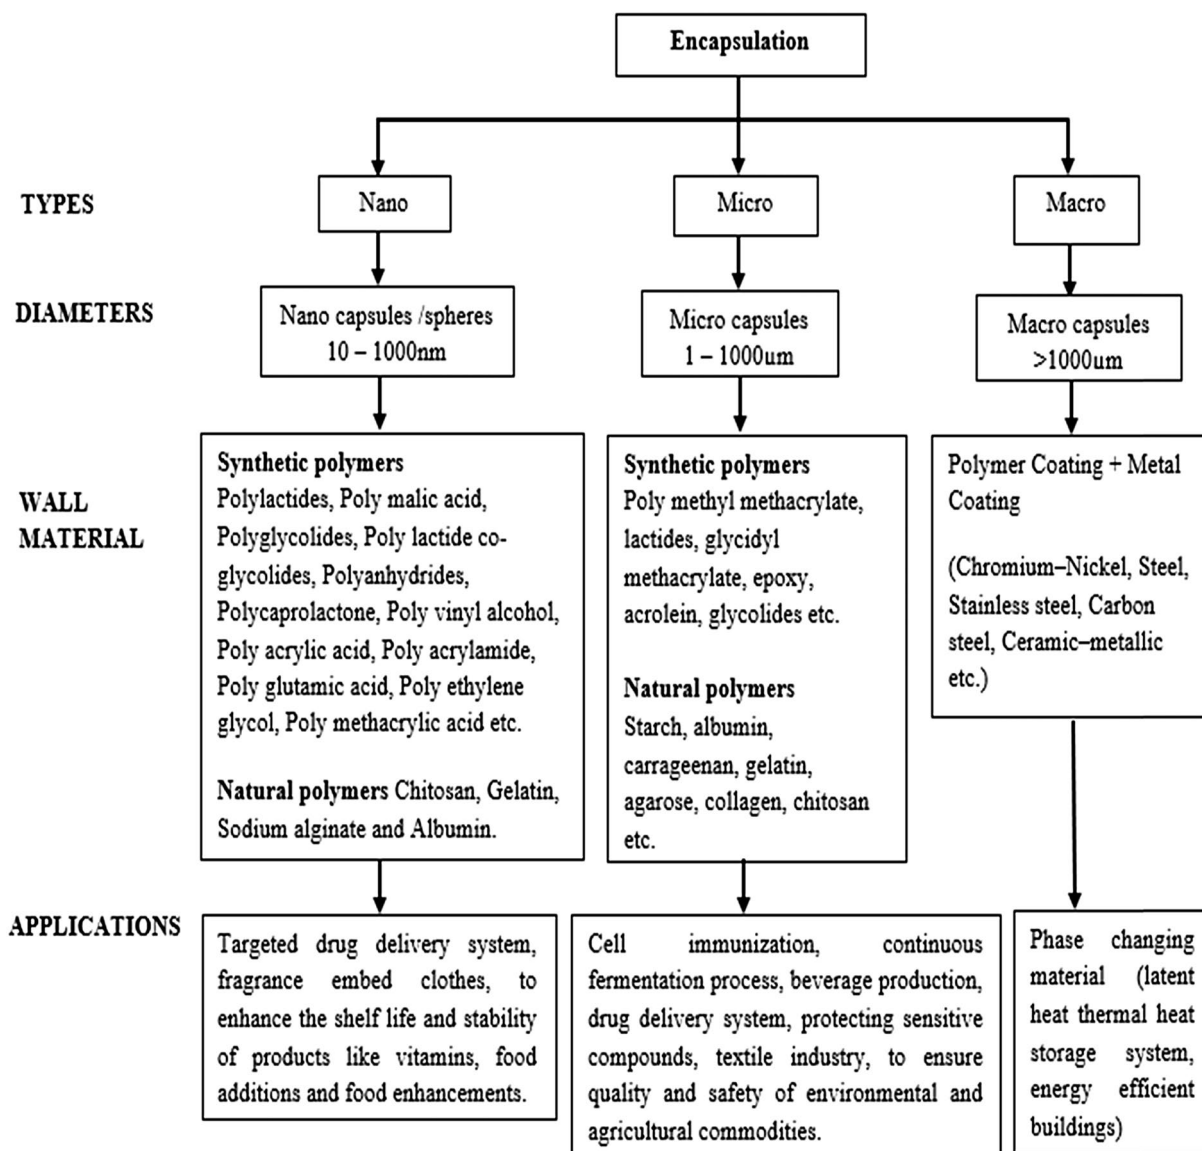 Encapsulation
TYPES
Nano
Micro
Macro
DIAMETERS
Nano capsules /spheres
10 – 1000nm
Micro capsules
1 – 1000um
Macro capsules
>1000um
WALL
MATERIAL
Synthetic polymers
Polylactides, Poly malic acid,
Polyglycolides, Poly lactide co-
glycolides, Polyanhydrides,
Polycaprolactone, Poly vinyl alcohol,
Poly acrylic acid, Poly acrylamide,
Poly glutamic acid, Poly ethylene
glycol, Poly methacrylic acid etc.
Natural polymers Chitosan, Gelatin,
Sodium alginate and Albumin.
Synthetic polymers
Poly methyl methacrylate,
lactides, glycidyl
methacrylate, epoxy,
acrolein, glycolides etc.
Natural polymers
Starch, albumin,
carrageenan, gelatin,
agarose, collagen, chitosan
etc.
Polymer Coating + Metal
Coating
(Chromium–Nickel, Steel,
Stainless steel, Carbon
steel, Ceramic–metallic
etc.)
APPLICATIONS
Targeted drug delivery system,
fragrance embed clothes, to
enhance the shelf life and stability
of products like vitamins, food
additions and food enhancements.
Cell immunization, continuous
fermentation process, beverage production,
drug delivery system, protecting sensitive
compounds, textile industry, to ensure
quality and safety of environmental and
agricultural commodities.
Phase changing
material (latent
heat thermal heat
storage system,
energy efficient
buildings)